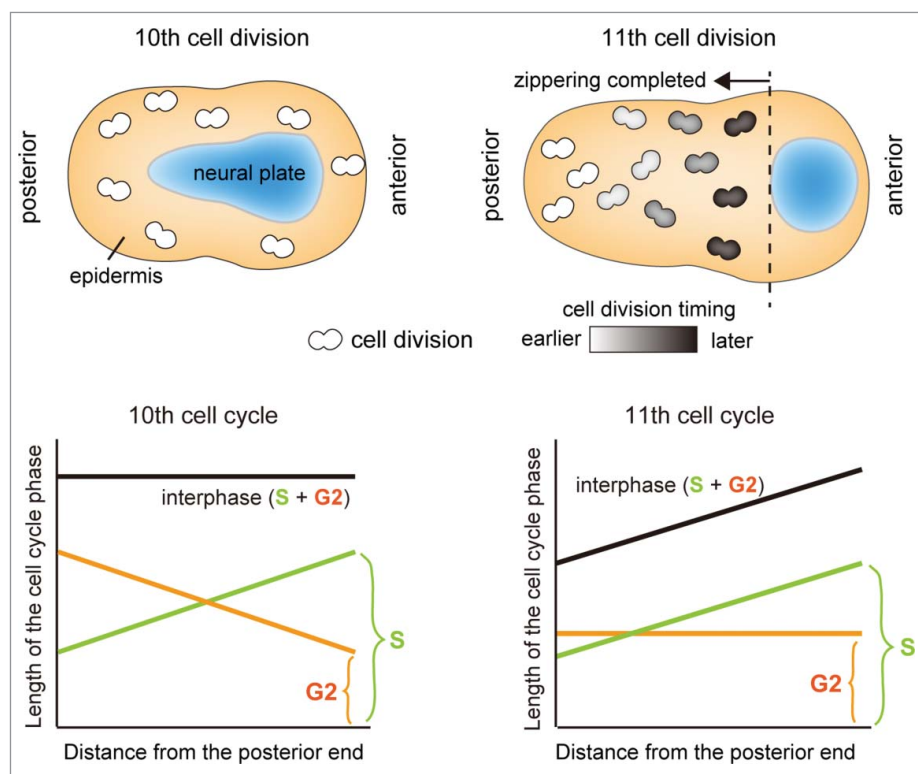 10th cell division
11th cell division
zippering completed
posterior
neural plate
anterior
epidermis
posterior
anterior
cell division
cell division timing
earlier
later
10th cell cycle
Length of the cell cycle phase
interphase (S + G2)
S
G2
Distance from the posterior end
11th cell cycle
Length of the cell cycle phase
interphase (S + G2)
S
G2
Distance from the posterior end